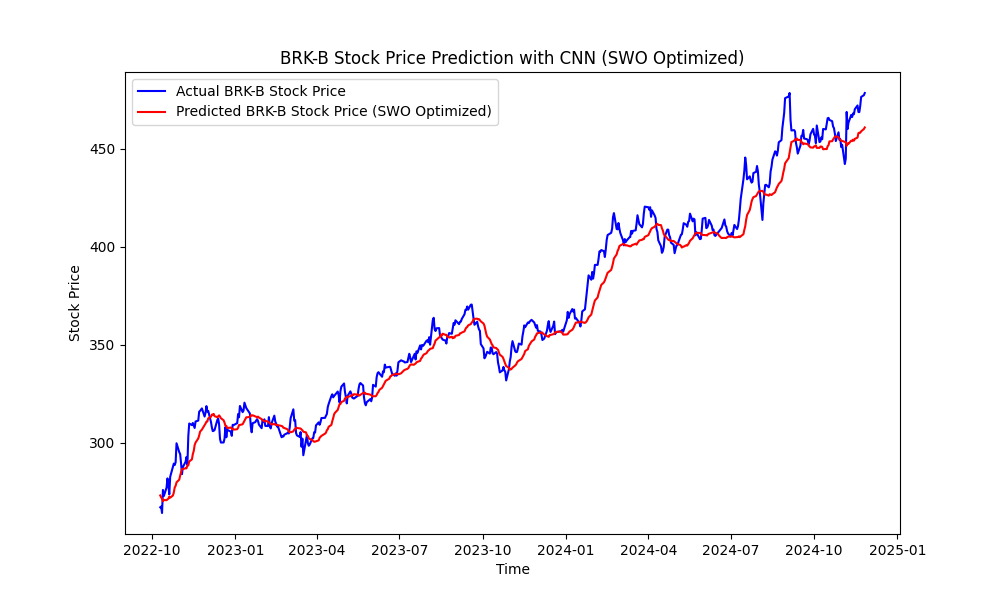 BRK-B Stock Price Prediction with CNN (SWO Optimized)
Actual BRK-B Stock Price
Predicted BRK-B Stock Price (SWO Optimized)
450
400
350
300
Stock Price
2022-10 2023-01 2023-04 2023-07 2023-10 2024-01 2024-04 2024-07 2024-10 2025-01
Time